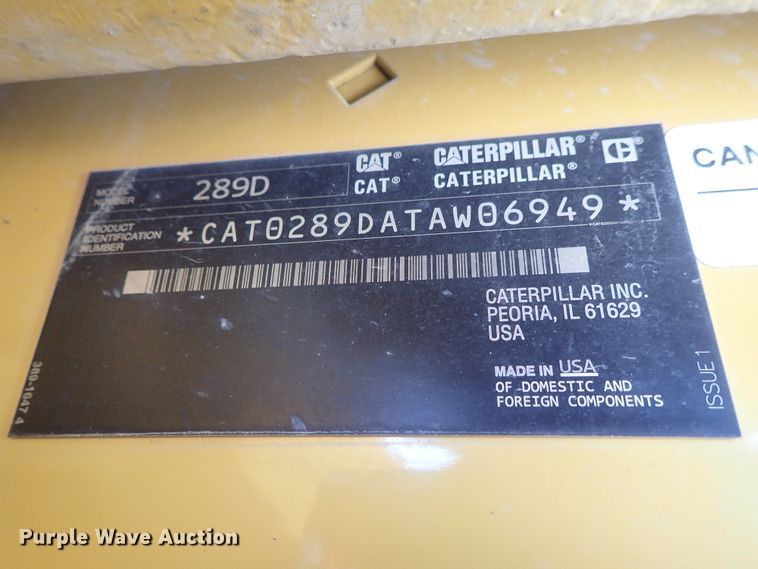 MODEL NUMBER 289D
CAT® CATERPILLAR®
CAT® CATERPILLAR®
PRODUCT IDENTIFICATION NUMBER *CAT0289DATAW06949*
CATERPILLAR INC.
PEORIA, IL 61629
USA
MADE IN USA
OF DOMESTIC AND
FOREIGN COMPONENTS
ISSUE 1
380-1647 4
CAN
Purple Wave Auction